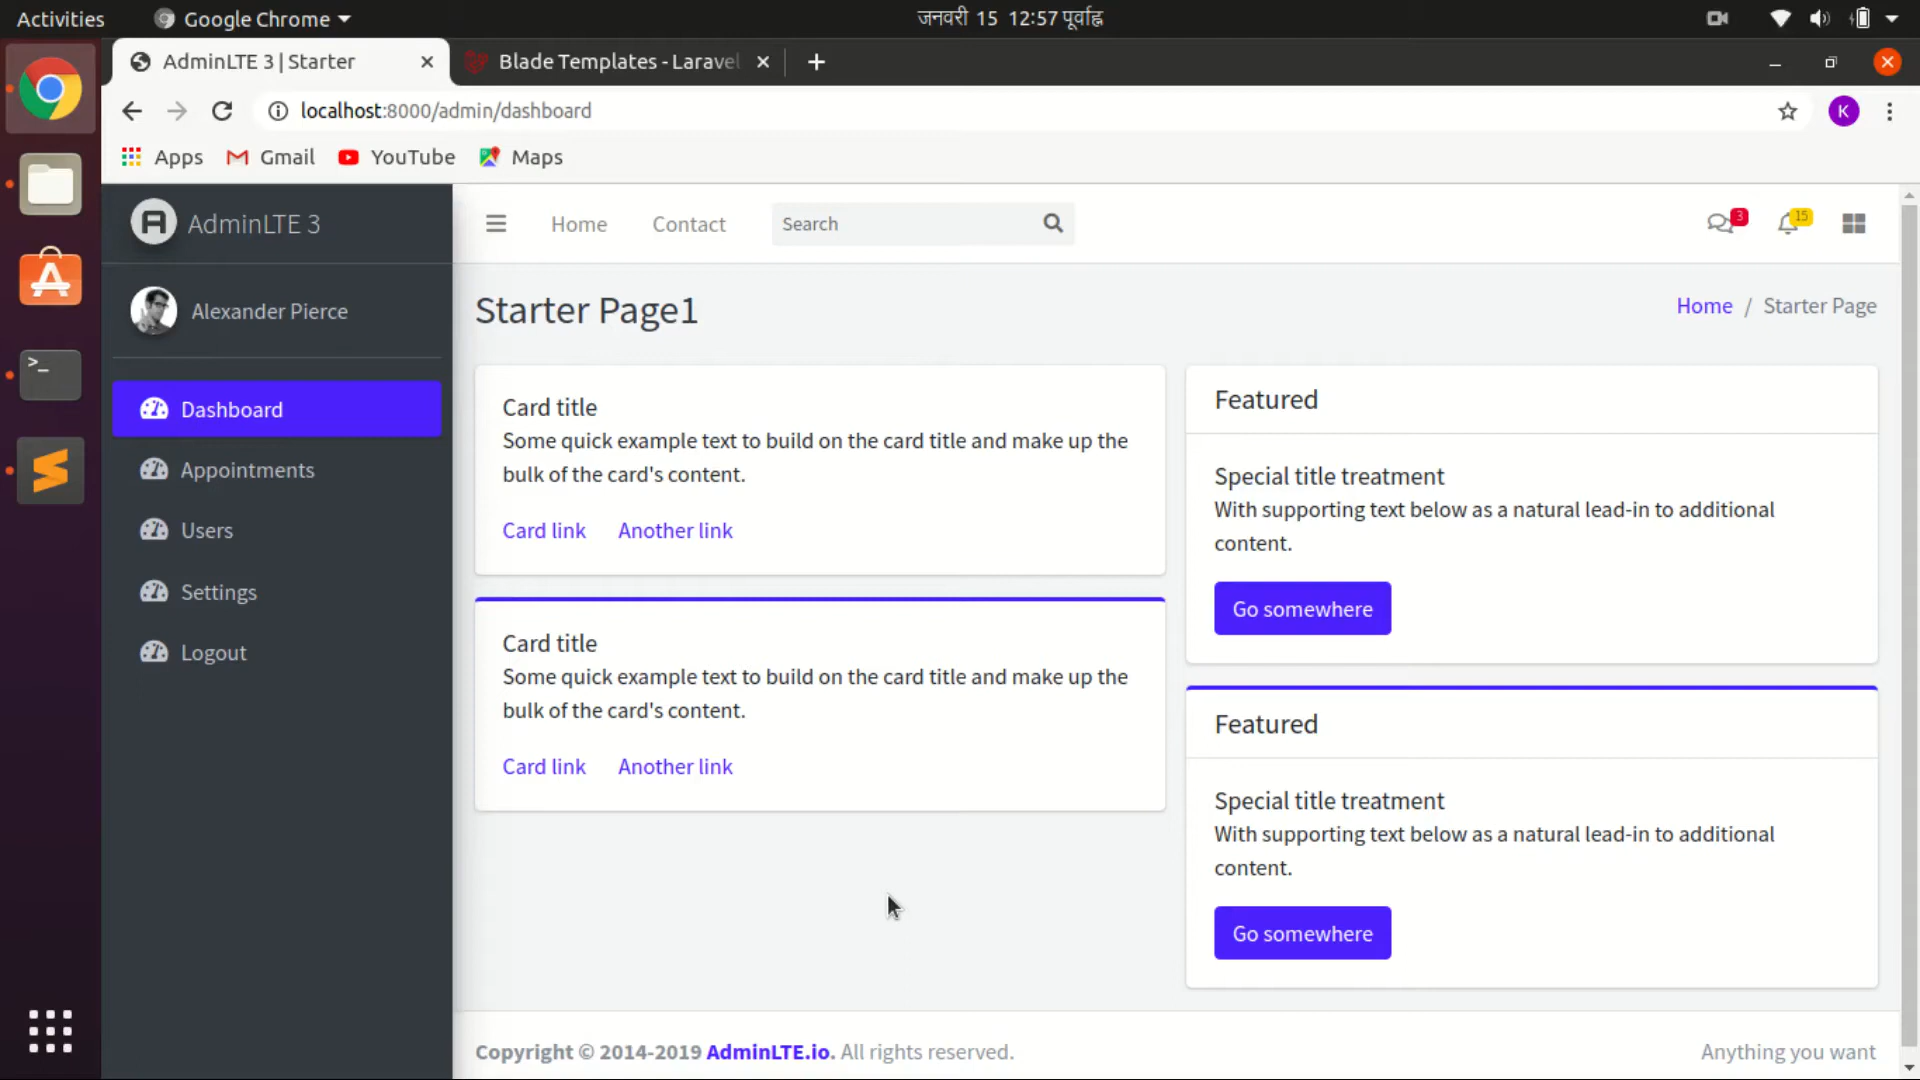 Activities
Google Chrome
जनवरी 15 12:57 पूर्वाह्न
AdminLTE 3 | Starter
Blade Templates - Laravel
localhost:8000/admin/dashboard
K
Apps
Gmail
YouTube
Maps
AdminLTE 3
Home
Contact
Search
3
15
Alexander Pierce
Starter Page1
Home / Starter Page
Dashboard
Appointments
Users
Settings
Logout
Card title
Some quick example text to build on the card title and make up the
bulk of the card's content.
Card link
Another link
Card title
Some quick example text to build on the card title and make up the
bulk of the card's content.
Card link
Another link
Featured
Special title treatment
With supporting text below as a natural lead-in to additional
content.
Go somewhere
Featured
Special title treatment
With supporting text below as a natural lead-in to additional
content.
Go somewhere
Copyright © 2014-2019 AdminLTE.io. All rights reserved.
Anything you want